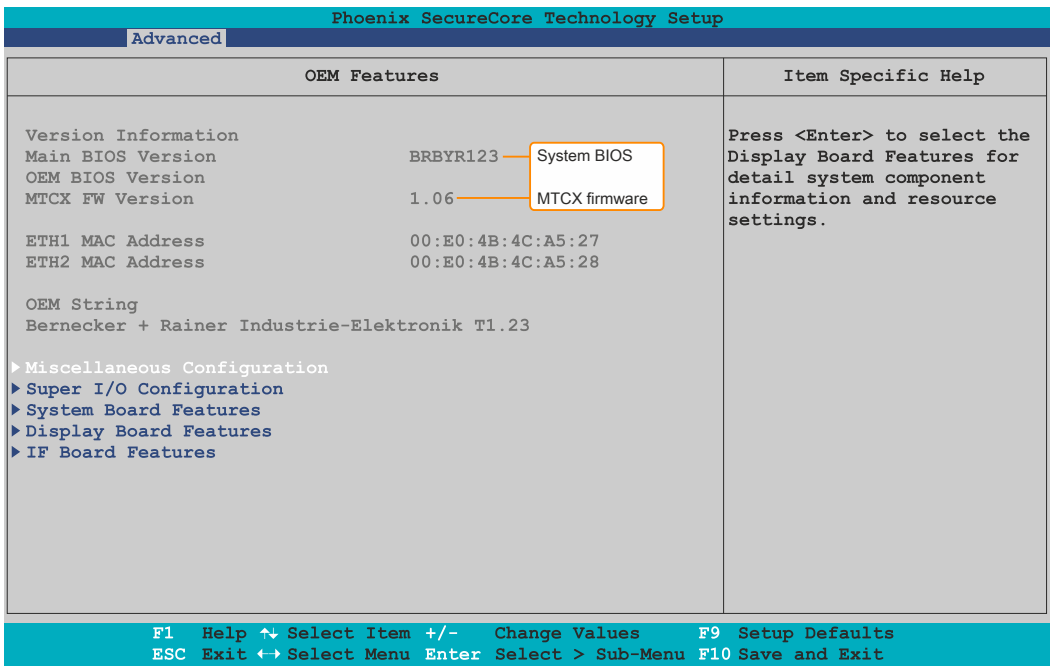 Phoenix SecureCore Technology Setup
Advanced
OEM Features
Item Specific Help
Version Information
Main BIOS Version BRBYR123 System BIOS
OEM BIOS Version
MTCX FW Version 1.06 MTCX firmware
ETH1 MAC Address 00:E0:4B:4C:A5:27
ETH2 MAC Address 00:E0:4B:4C:A5:28
OEM String
Bernecker + Rainer Industrie-Elektronik T1.23
Miscellaneous Configuration
Super I/O Configuration
System Board Features
Display Board Features
IF Board Features
Press <Enter> to select the
Display Board Features for
detail system component
information and resource
settings.
F1 Help Select Item +/- Change Values F9 Setup Defaults
ESC Exit Select Menu Enter Select > Sub-Menu F10 Save and Exit